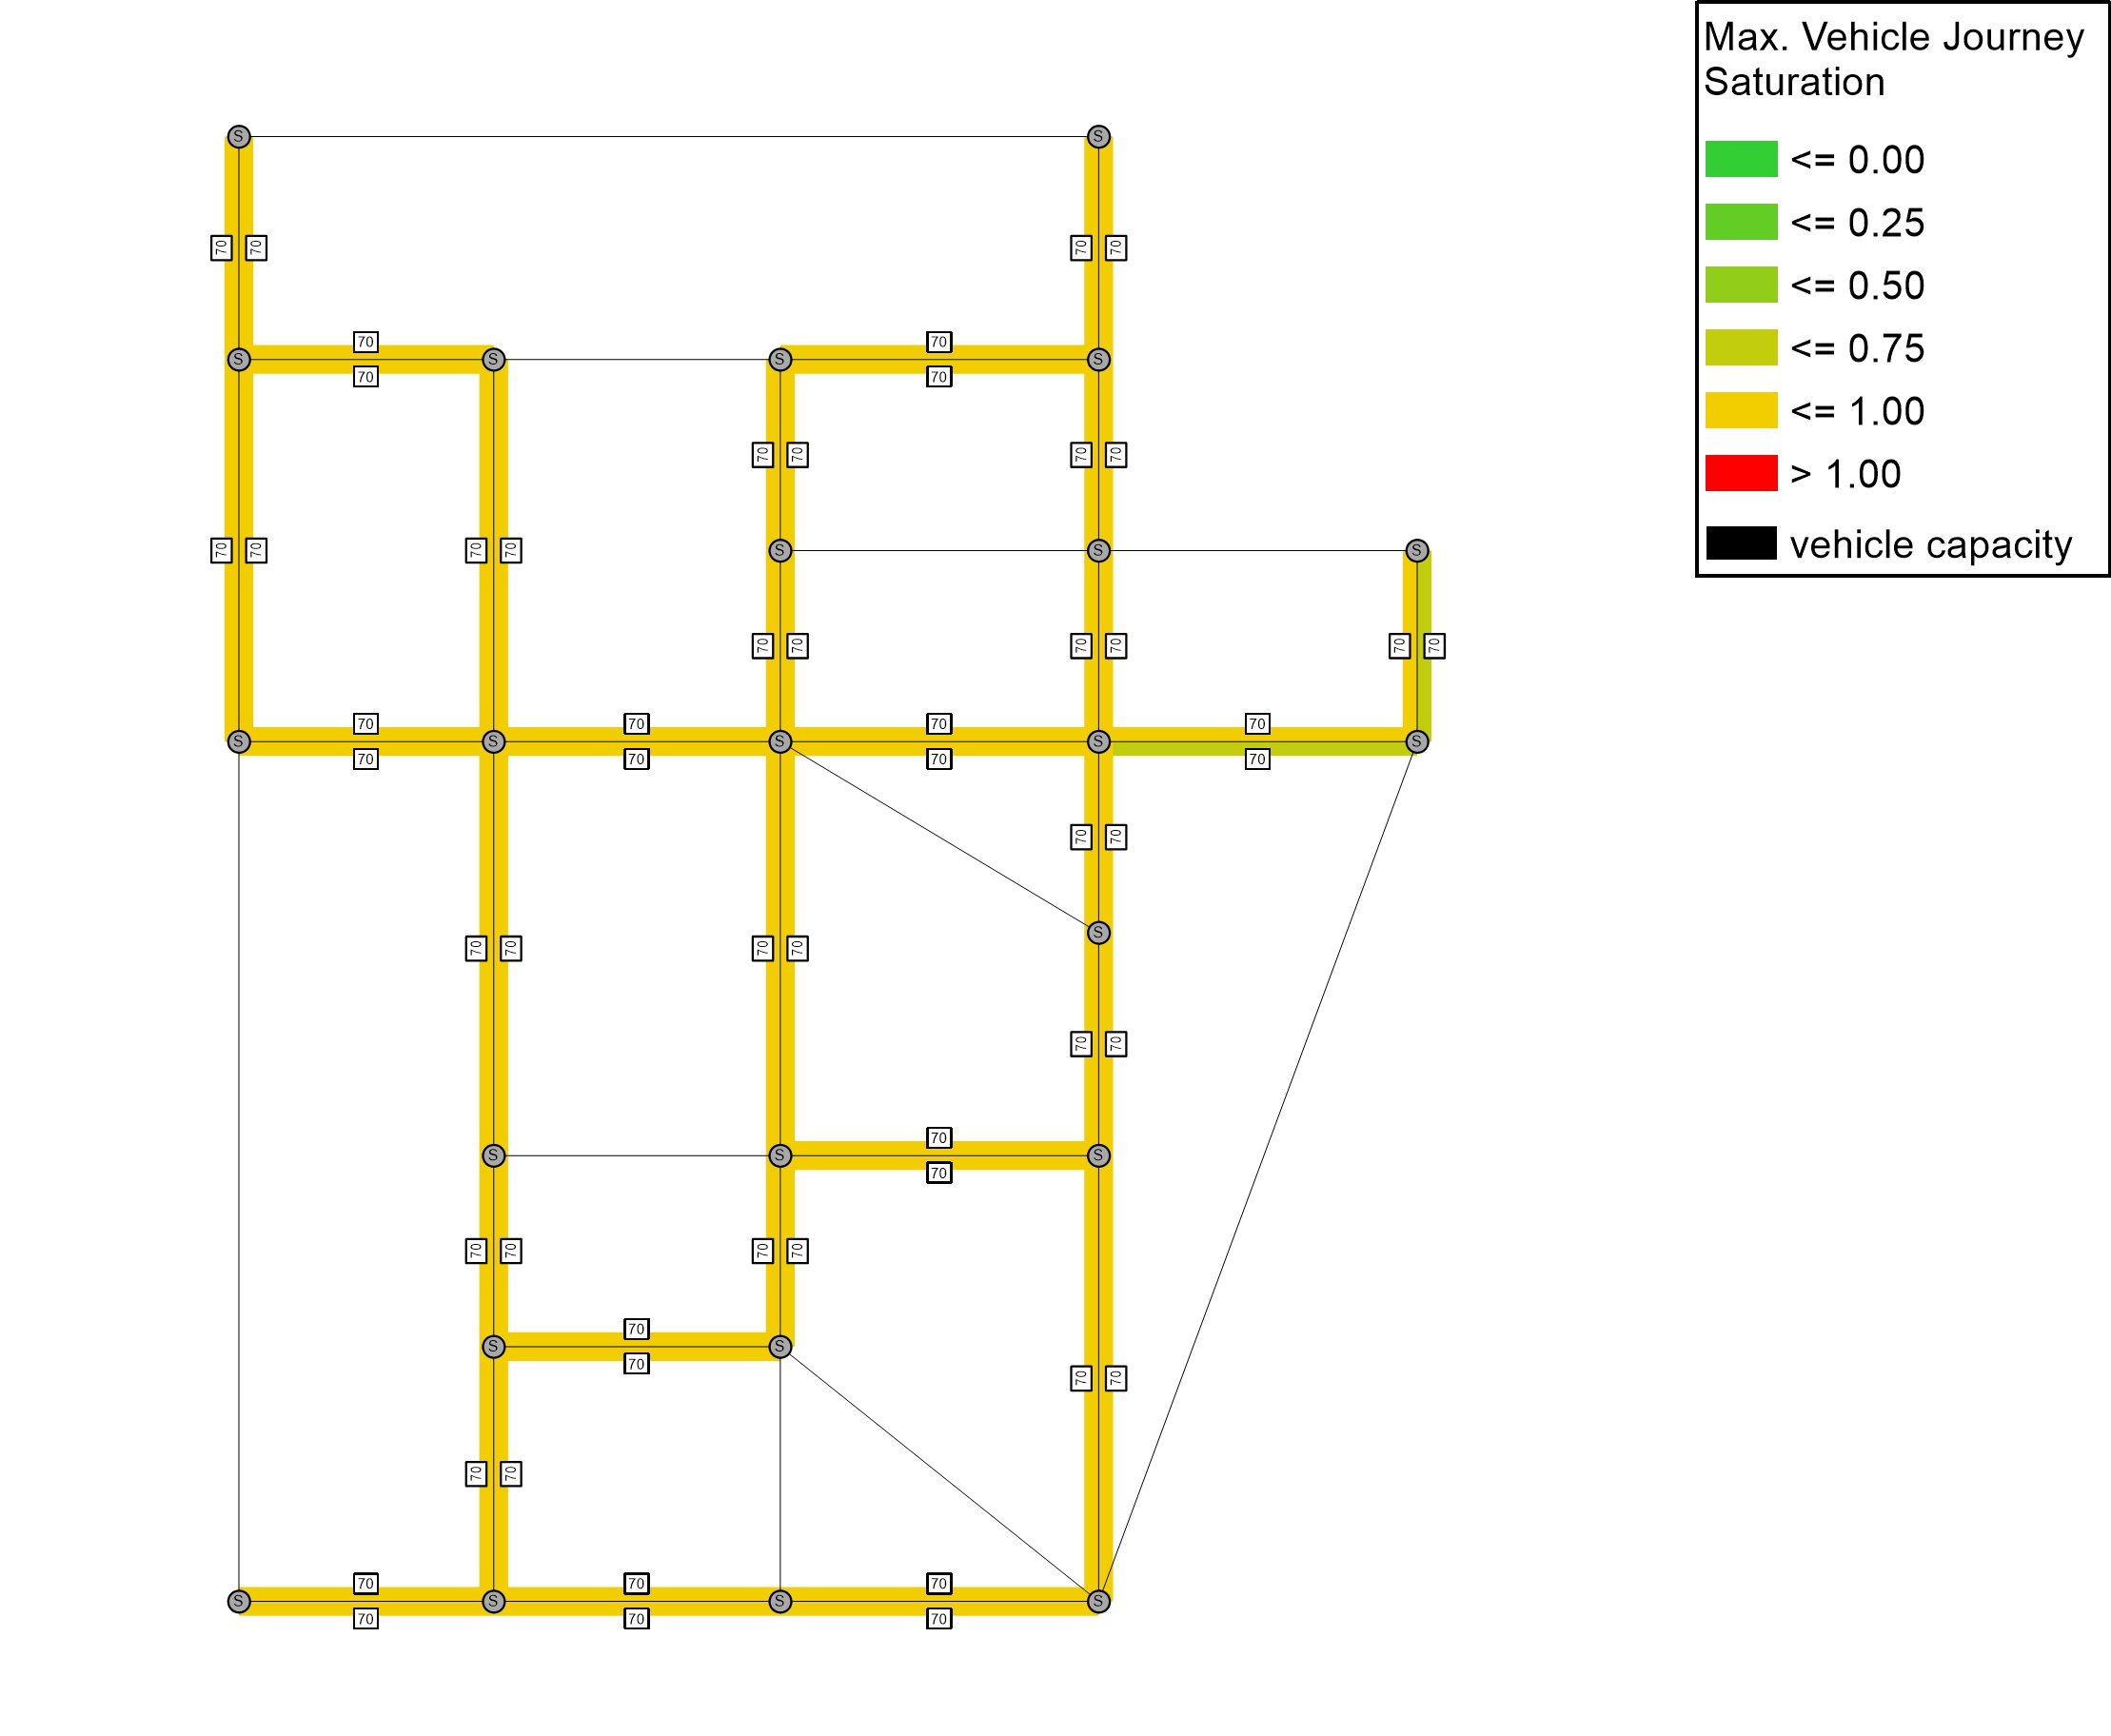 S S
70 70 70 70
70 70
S S S S
70 70
70 70 70 70
70 70 70 70 S S S
70 70 70 70 70 70
70 70 70 70
S S S S S
70 70 70 70
70 70
S
70 70 70 70
70 70
70
S S S
70
70 70 70 70
70
S S
70
70 70
70 70
70 70 70
S S S S
70 70 70
Max. Vehicle Journey
Saturation
<= 0.00
<= 0.25
<= 0.50
<= 0.75
<= 1.00
> 1.00
vehicle capacity